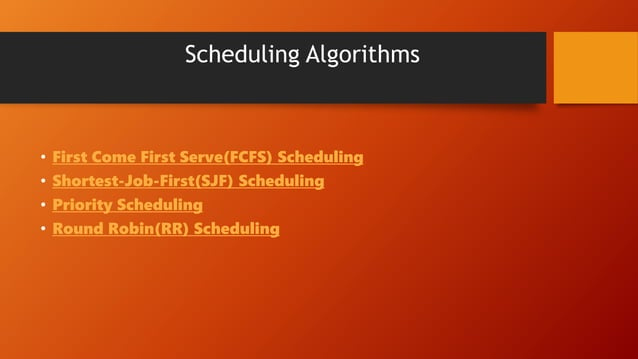 Scheduling Algorithms
• First Come First Serve(FCFS) Scheduling
• Shortest-Job-First(SJF) Scheduling
• Priority Scheduling
• Round Robin(RR) Scheduling